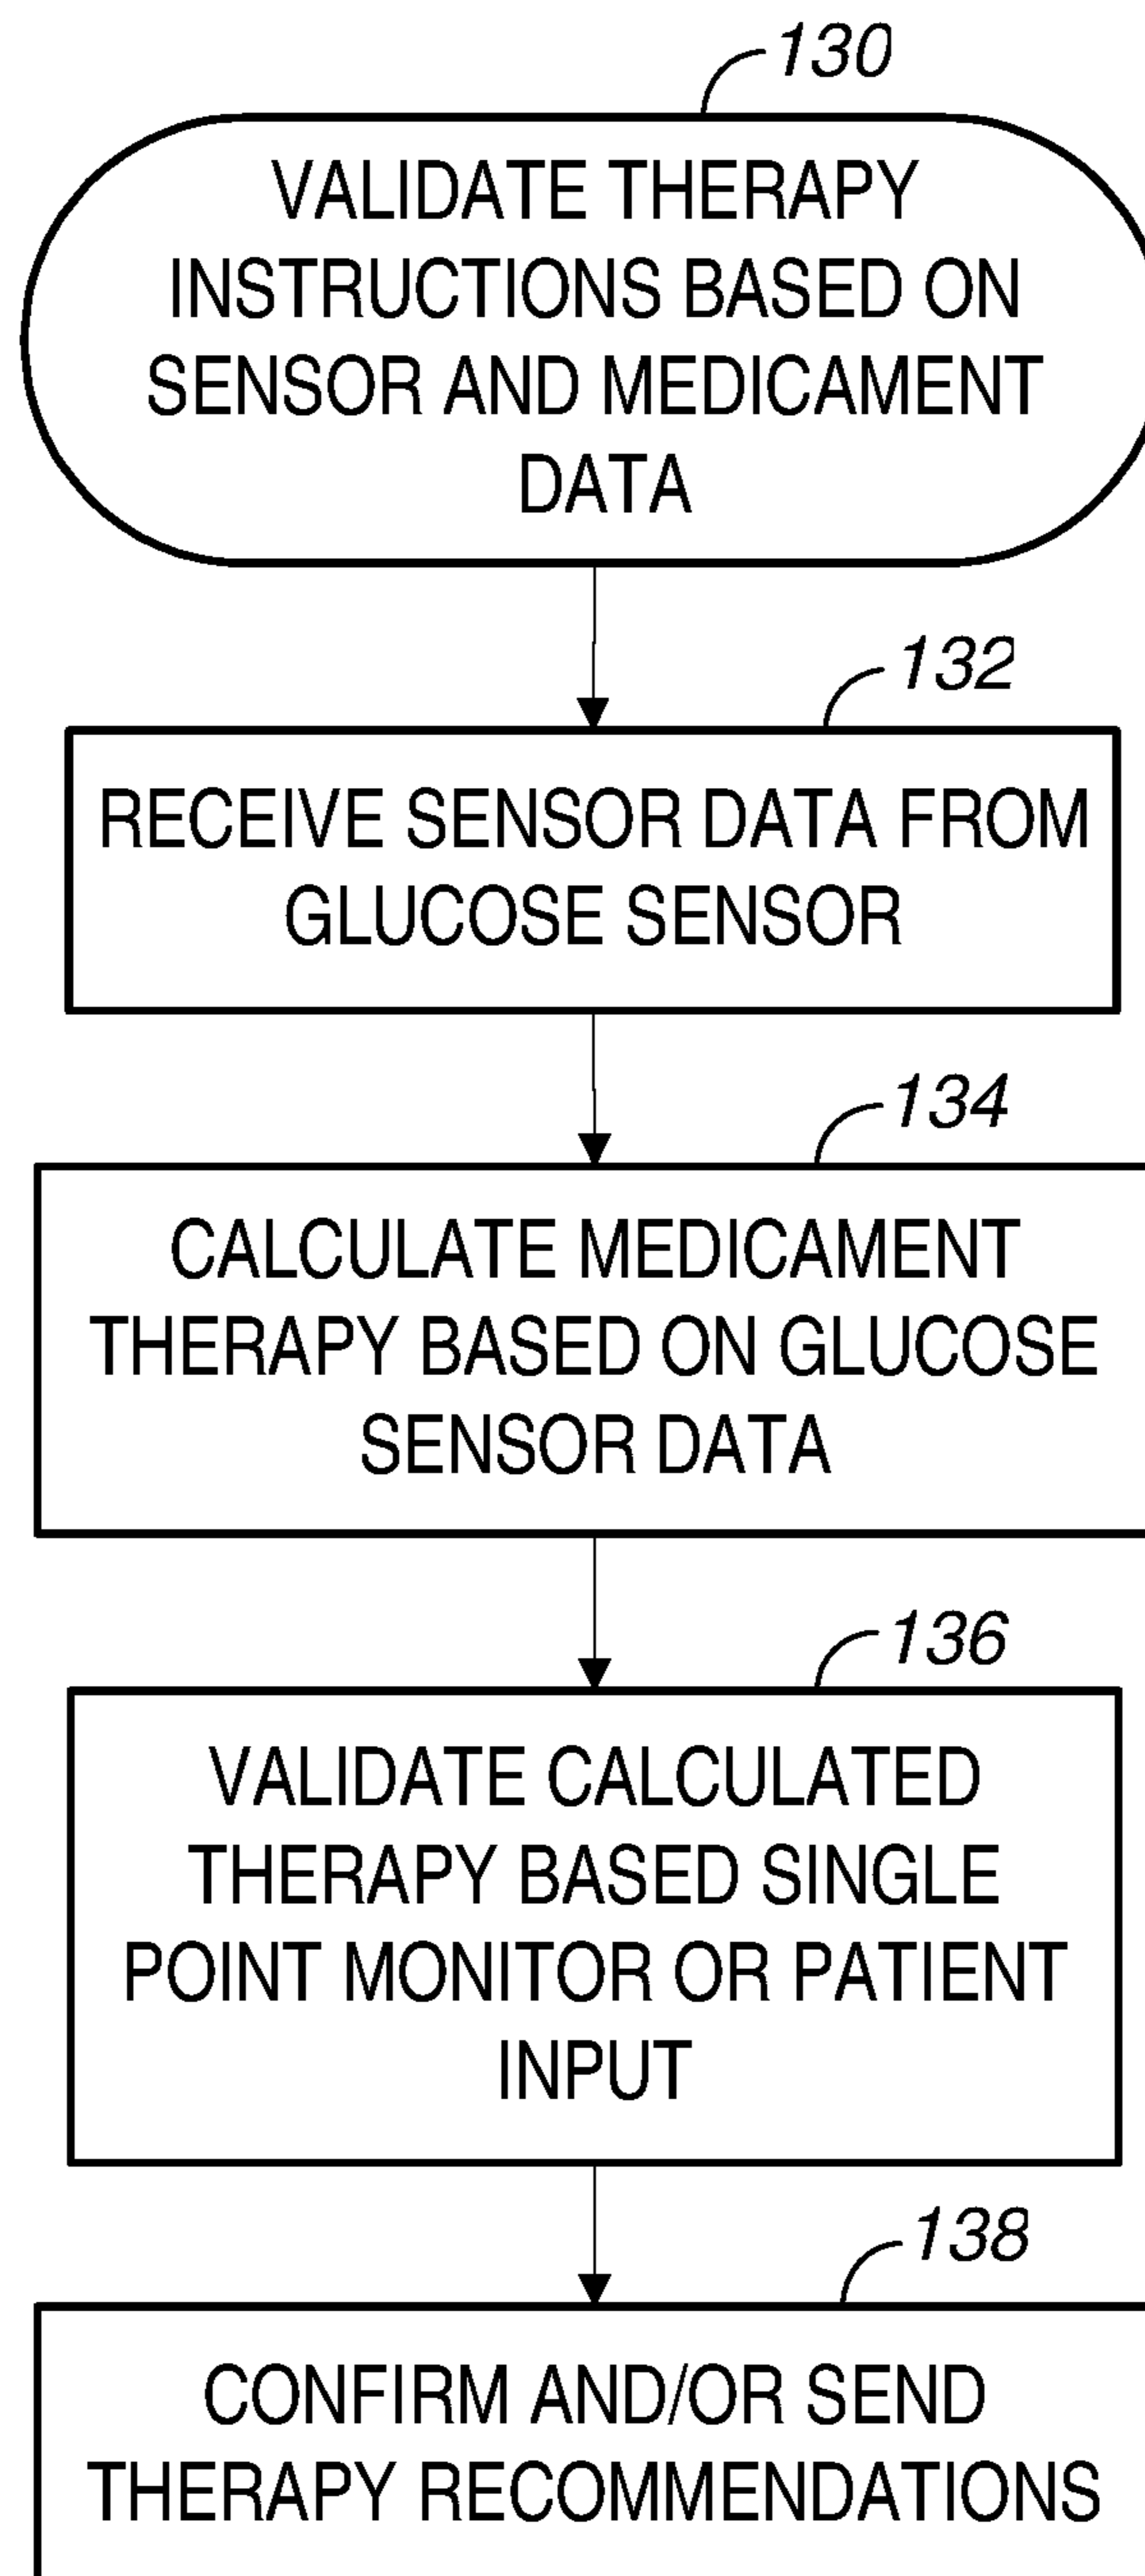 130
VALIDATE THERAPY
INSTRUCTIONS BASED ON
SENSOR AND MEDICAMENT
DATA
132
RECEIVE SENSOR DATA FROM
GLUCOSE SENSOR
134
CALCULATE MEDICAMENT
THERAPY BASED ON GLUCOSE
SENSOR DATA
136
VALIDATE CALCULATED
THERAPY BASED SINGLE
POINT MONITOR OR PATIENT
INPUT
138
CONFIRM AND/OR SEND
THERAPY RECOMMENDATIONS